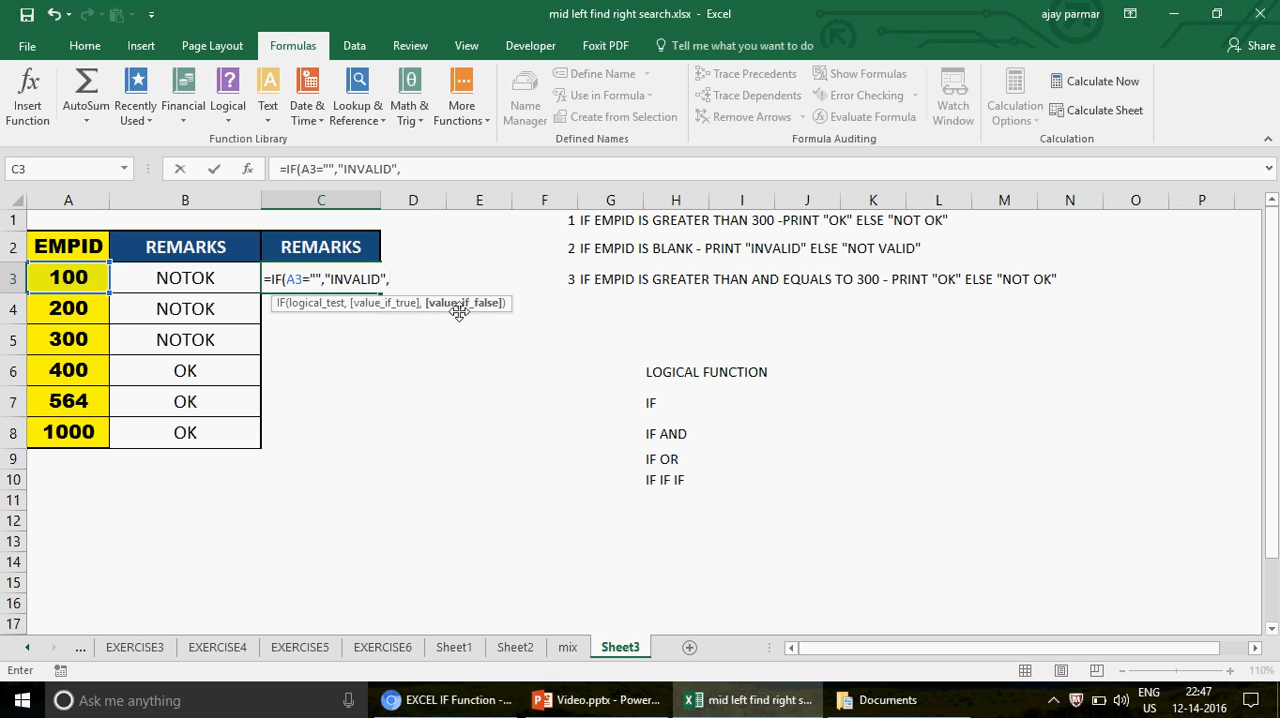 mid left find right search.xlsx - Excel
ajay parmar
File Home Insert Page Layout Formulas Data Review View Developer Foxit PDF Tell me what you want to do Share
Insert Function
AutoSum
Recently Used
Financial
Logical
Text
Date & Time
Lookup & Reference
Math & Trig
More Functions
Function Library
Name Manager
Define Name
Use in Formula
Create from Selection
Defined Names
Trace Precedents
Trace Dependents
Remove Arrows
Show Formulas
Error Checking
Evaluate Formula
Formula Auditing
Watch Window
Calculation Options
Calculate Now
Calculate Sheet
Calculation
C3 fx =IF(A3="","INVALID",
A B C D E F G H I J K L M N O P
1 1 IF EMPID IS GREATER THAN 300 -PRINT "OK" ELSE "NOT OK"
2 EMPID REMARKS REMARKS 2 IF EMPID IS BLANK - PRINT "INVALID" ELSE "NOT VALID"
3 100 NOTOK =IF(A3="","INVALID", 3 IF EMPID IS GREATER THAN AND EQUALS TO 300 - PRINT "OK" ELSE "NOT OK"
IF(logical_test, [value_if_true], [value_if_false])
4 200 NOTOK
5 300 NOTOK
6 400 OK LOGICAL FUNCTION
7 564 OK IF
8 1000 OK IF AND
9 IF OR
10 IF IF IF
11
12
13
14
15
16
17
... EXERCISE3 EXERCISE4 EXERCISE5 EXERCISE6 Sheet1 Sheet2 mix Sheet3
Enter 110%
Ask me anything
EXCEL IF Function -...
Video.pptx - Power...
mid left find right s...
Documents
ENG US
22:47
12-14-2016